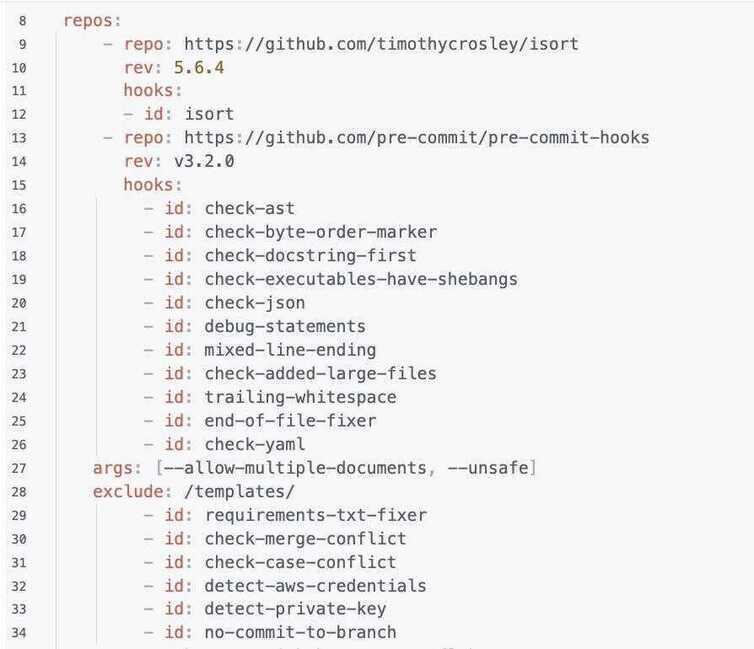 8 repos:
9 - repo: https://github.com/timothycrosley/isort
10 rev: 5.6.4
11 hooks:
12 - id: isort
13 - repo: https://github.com/pre-commit/pre-commit-hooks
14 rev: v3.2.0
15 hooks:
16 - id: check-ast
17 - id: check-byte-order-marker
18 - id: check-docstring-first
19 - id: check-executables-have-shebangs
20 - id: check-json
21 - id: debug-statements
22 - id: mixed-line-ending
23 - id: check-added-large-files
24 - id: trailing-whitespace
25 - id: end-of-file-fixer
26 - id: check-yaml
27 args: [--allow-multiple-documents, --unsafe]
28 exclude: /templates/
29 - id: requirements-txt-fixer
30 - id: check-merge-conflict
31 - id: check-case-conflict
32 - id: detect-aws-credentials
33 - id: detect-private-key
34 - id: no-commit-to-branch